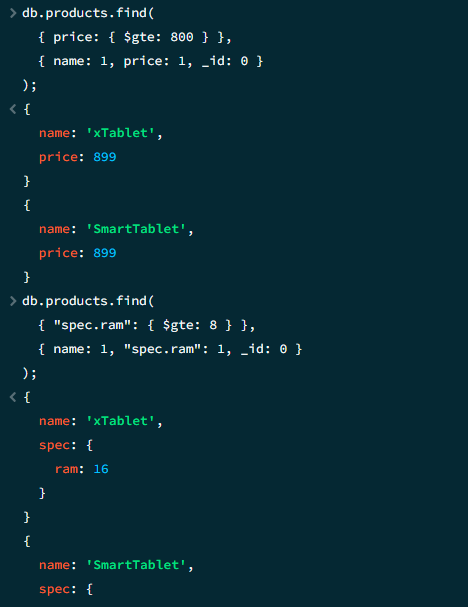 > db.products.find(
{ price: { $gte: 800 } },
{ name: 1, price: 1, _id: 0 }
);
< {
name: 'xTablet',
price: 899
}
{
name: 'SmartTablet',
price: 899
}
> db.products.find(
{ "spec.ram": { $gte: 8 } },
{ name: 1, "spec.ram": 1, _id: 0 }
);
< {
name: 'xTablet',
spec: {
ram: 16
}
}
{
name: 'SmartTablet',
spec: {